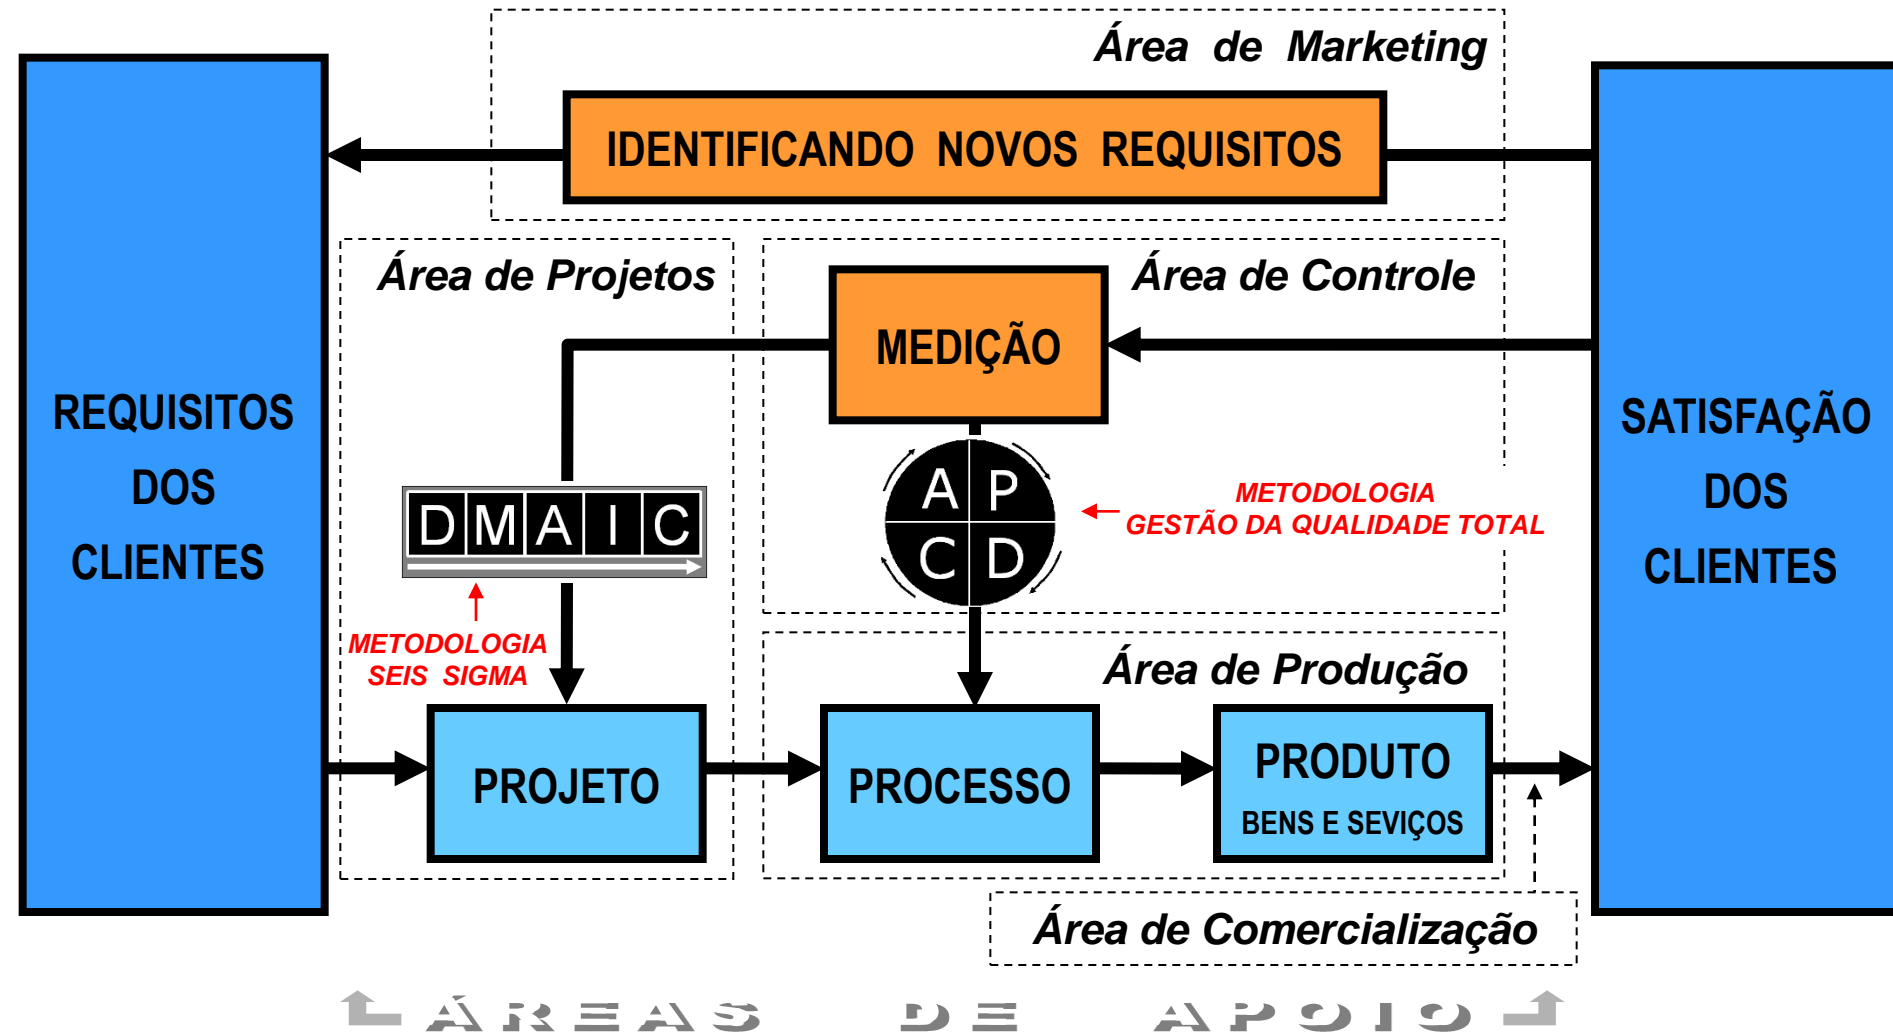 Área de Marketing
IDENTIFICANDO NOVOS REQUISITOS
REQUISITOS
DOS
CLIENTES
Área de Projetos
DMAIC
METODOLOGIA
SEIS SIGMA
PROJETO
Área de Controle
MEDIÇÃO
A P
C D
METODOLOGIA
GESTÃO DA QUALIDADE TOTAL
Área de Produção
PROCESSO
PRODUTO
BENS E SEVIÇOS
SATISFAÇÃO
DOS
CLIENTES
Área de Comercialização
ÁREAS DE APOIO